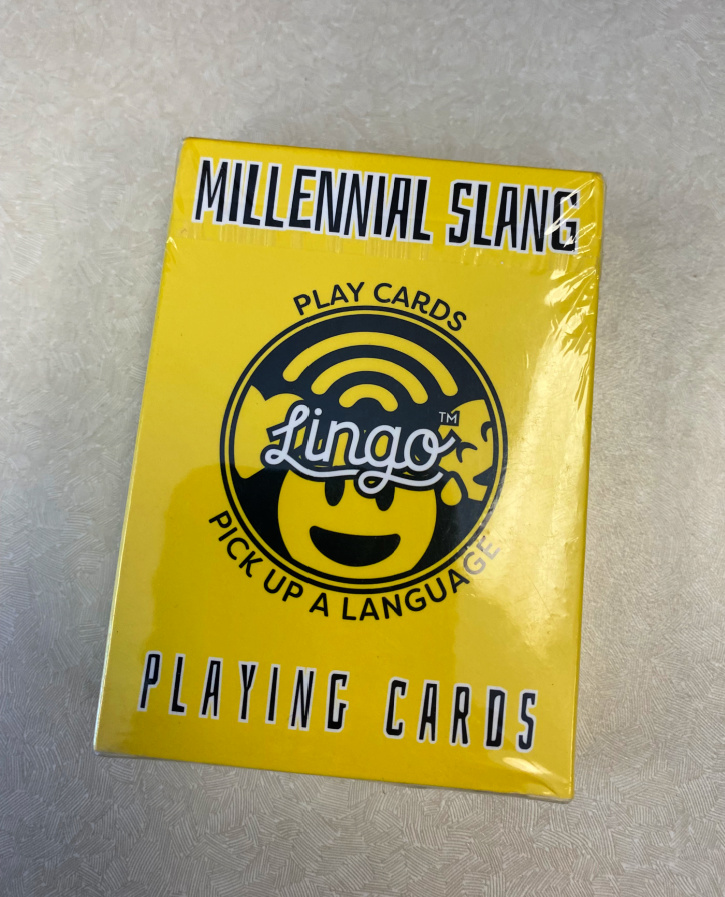 MILLENNIAL SLANG
PLAY CARDS
Lingo™
PICK UP A LANGUAGE
PLAYING CARDS